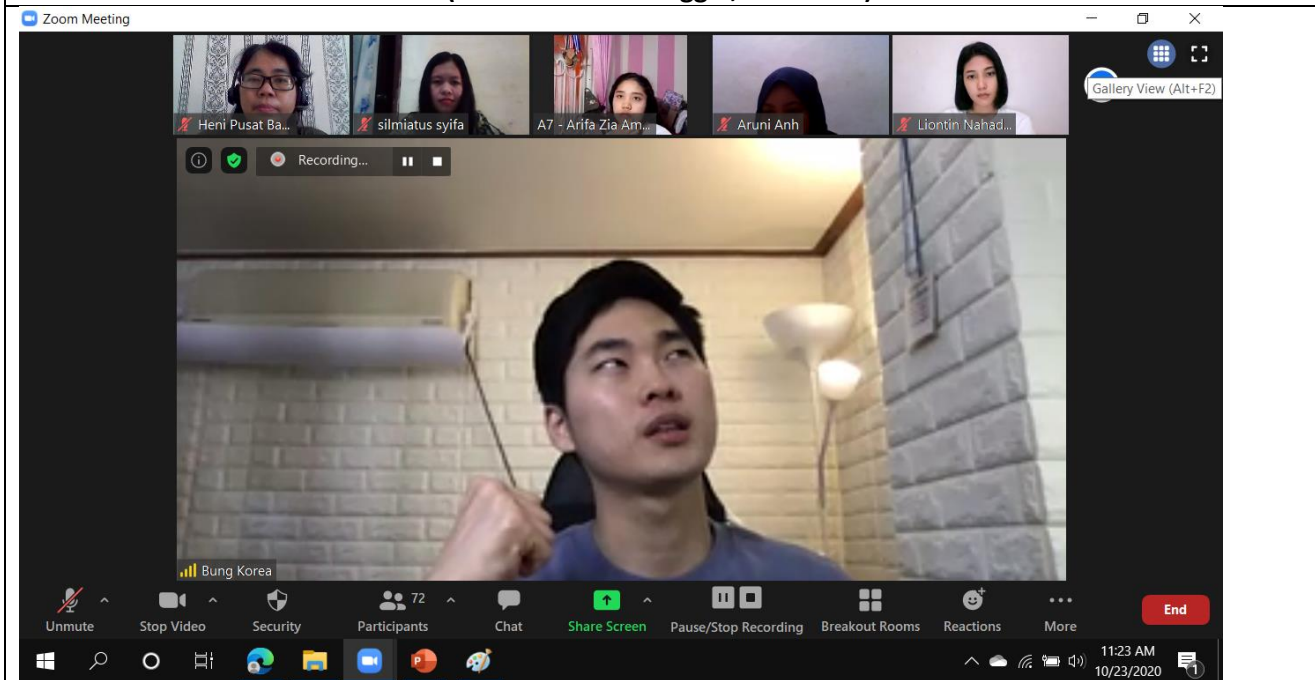 Zoom Meeting
Heni Pusat Ba...
silmiatus syifa
A7 - Arifa Zia Am...
Aruni Anh
Liontin Nahad...
Gallery View (Alt+F2)
Recording...
Bung Korea
72
Unmute
Stop Video
Security
Participants
Chat
Share Screen
Pause/Stop Recording
Breakout Rooms
Reactions
More
End
11:23 AM
10/23/2020
1